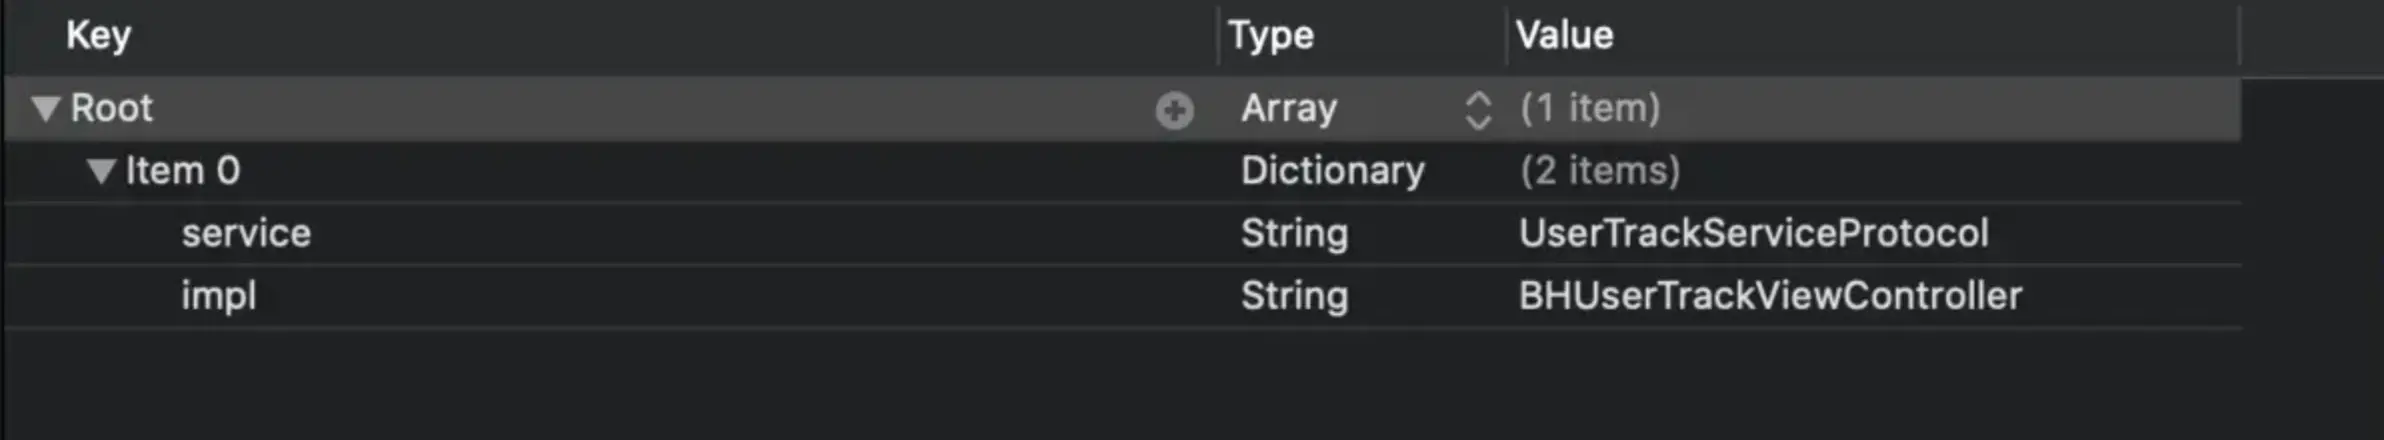 Key Type Value
Root Array (1 item)
Item 0 Dictionary (2 items)
service String UserTrackServiceProtocol
impl String BHUserTrackViewController